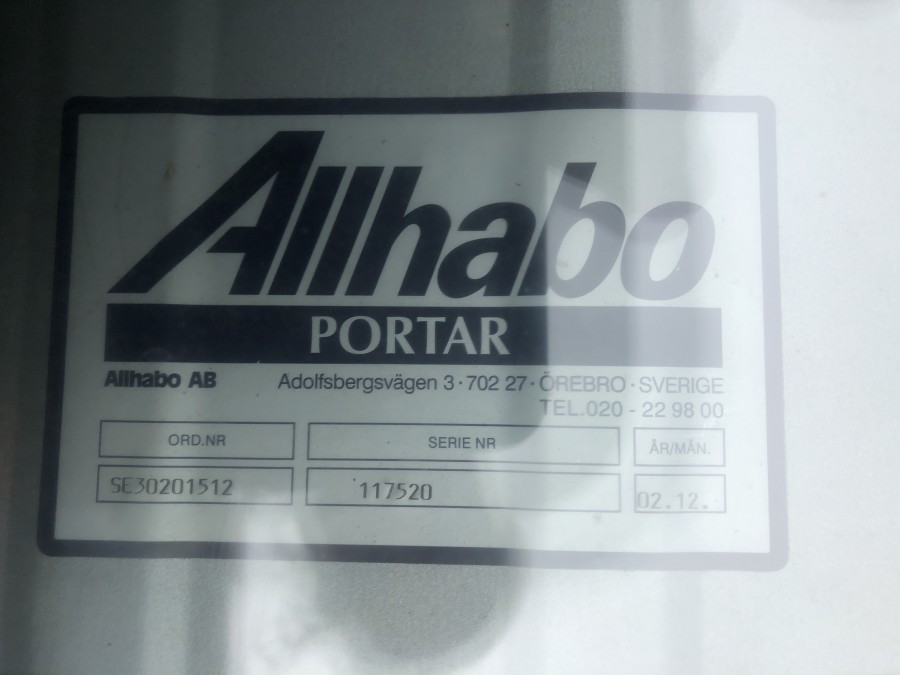 Allhabo
PORTAR
Allhabo AB Adolfsbergsvägen 3 · 702 27 · ÖREBRO · SVERIGE
TEL.020 - 22 98 00
ORD.NR SERIE NR ÅR/MÅN.
SE30201512 117520 02.12.